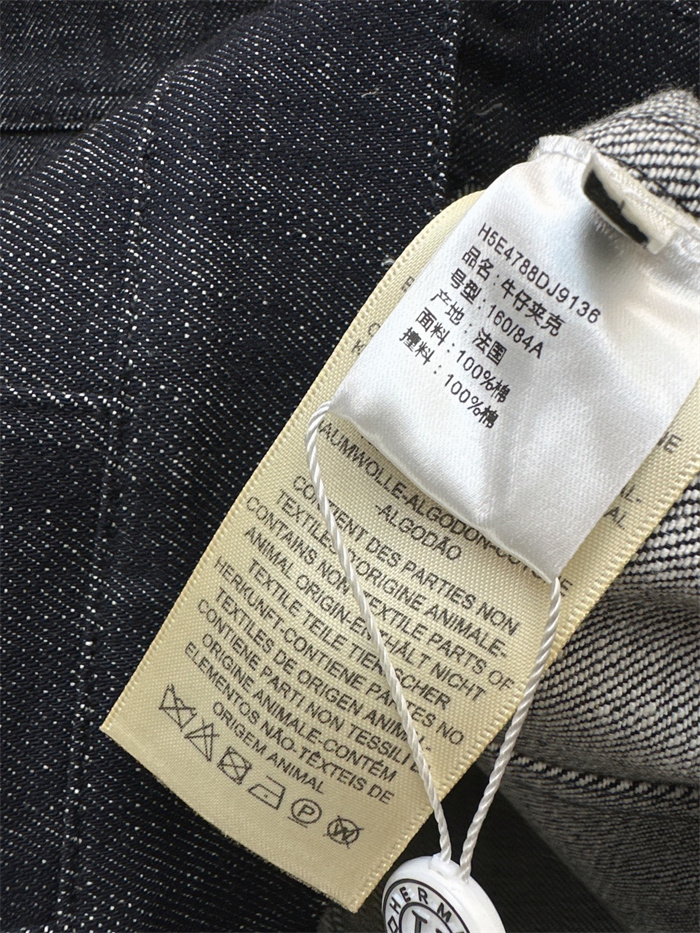 H5E4788DJ9136
品名：牛仔夹克
号型：160/84A
产地：法国
面料：100%棉
撞料：100%棉
AUMWOLLE-ALGODON-COTONE
-ALGODÃO
CONTIENT DES PARTIES NON
TEXTILES D'ORIGINE ANIMALE-
CONTAINS NON-TEXTILE PARTS OF
ANIMAL ORIGIN-ENTHÄLT NICHT
TEXTILE TEILE TIERISCHER
HERKUNFT-CONTIENE PARTES NO
TEXTILES DE ORIGEN ANIMAL-
CONTIENE PARTI NON TESSILI DI
ORIGINE ANIMALE-CONTÉM
ELEMENTOS NÃO-TÊXTEIS DE
ORIGEM ANIMAL
P
W
HERM